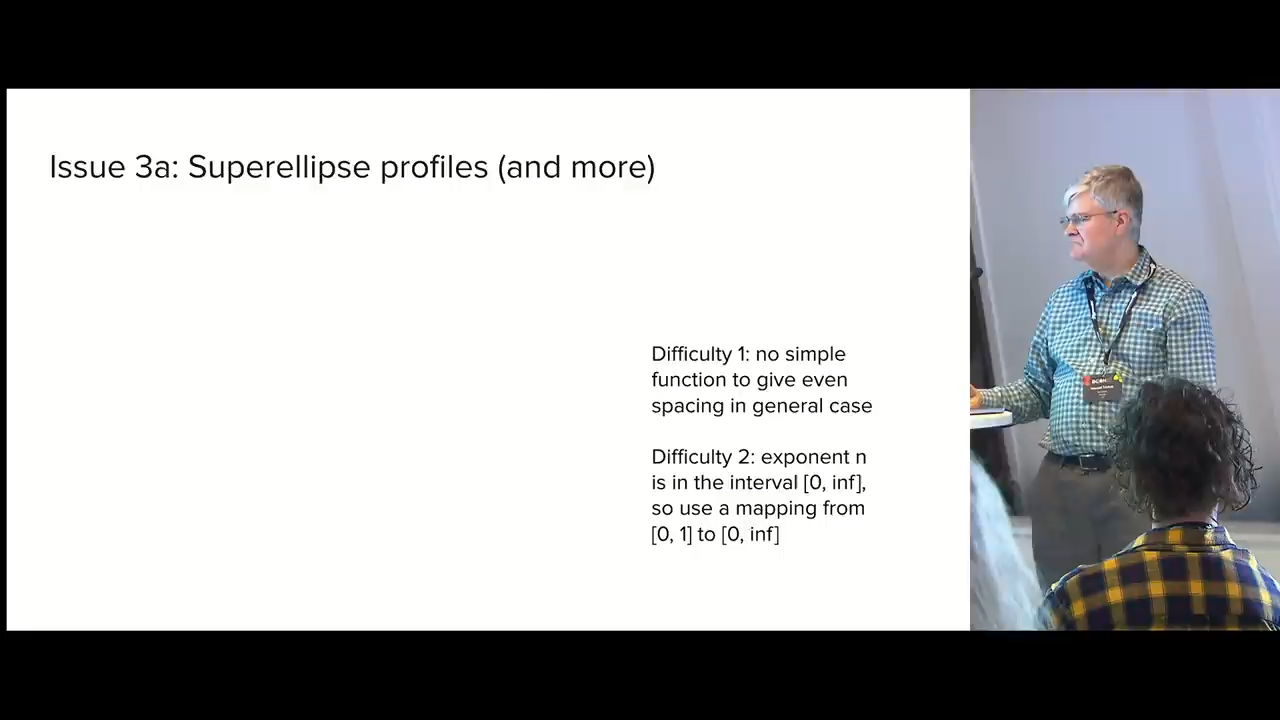 Issue 3a: Superellipse profiles (and more)
Difficulty 1: no simple
function to give even
spacing in general case
Difficulty 2: exponent n
is in the interval [0, inf],
so use a mapping from
[0, 1] to [0, inf]
BCON